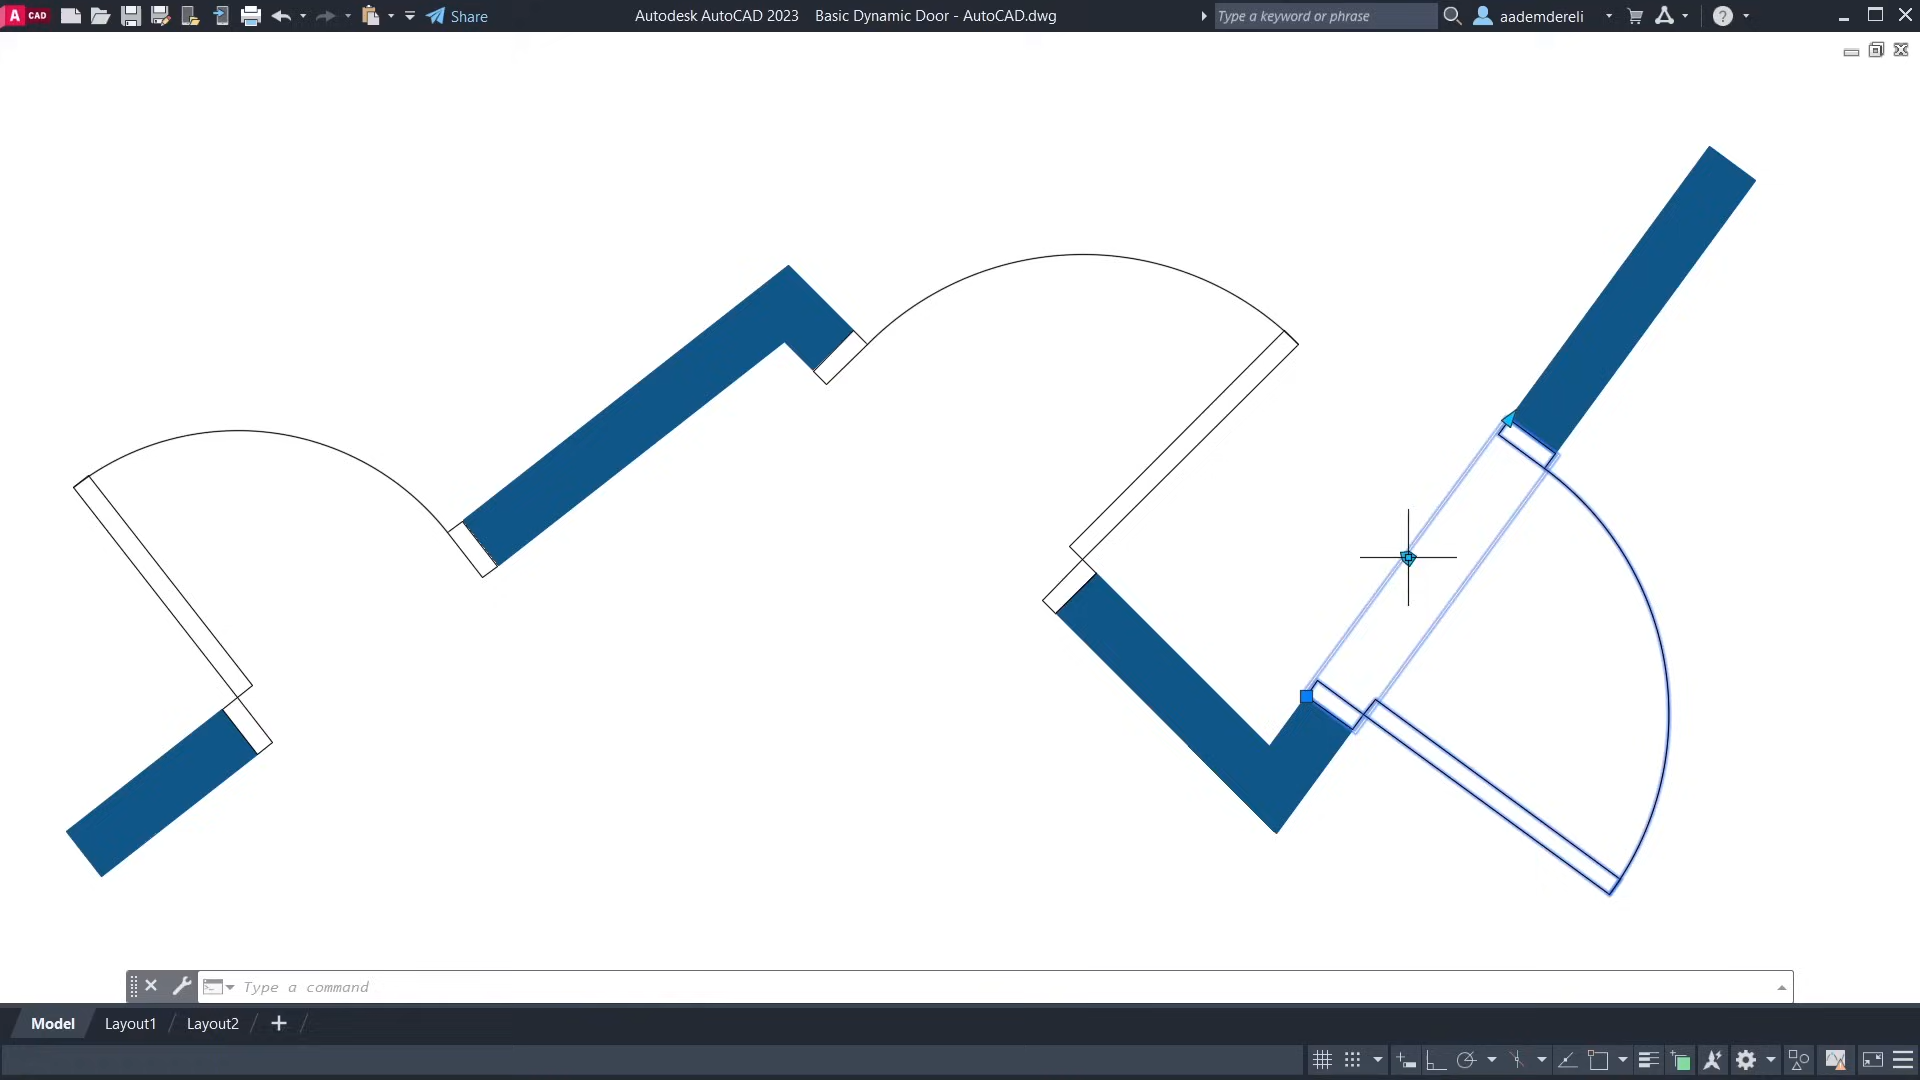 A CAD
Share
Autodesk AutoCAD 2023 Basic Dynamic Door - AutoCAD.dwg
Type a keyword or phrase
aademdereli
Type a command
Model
Layout1
Layout2